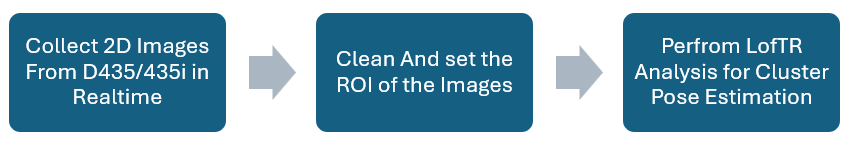 Collect 2D Images
From D435/435i in
Realtime
Clean And set the
ROI of the Images
Perfrom LofTR
Analysis for Cluster
Pose Estimation